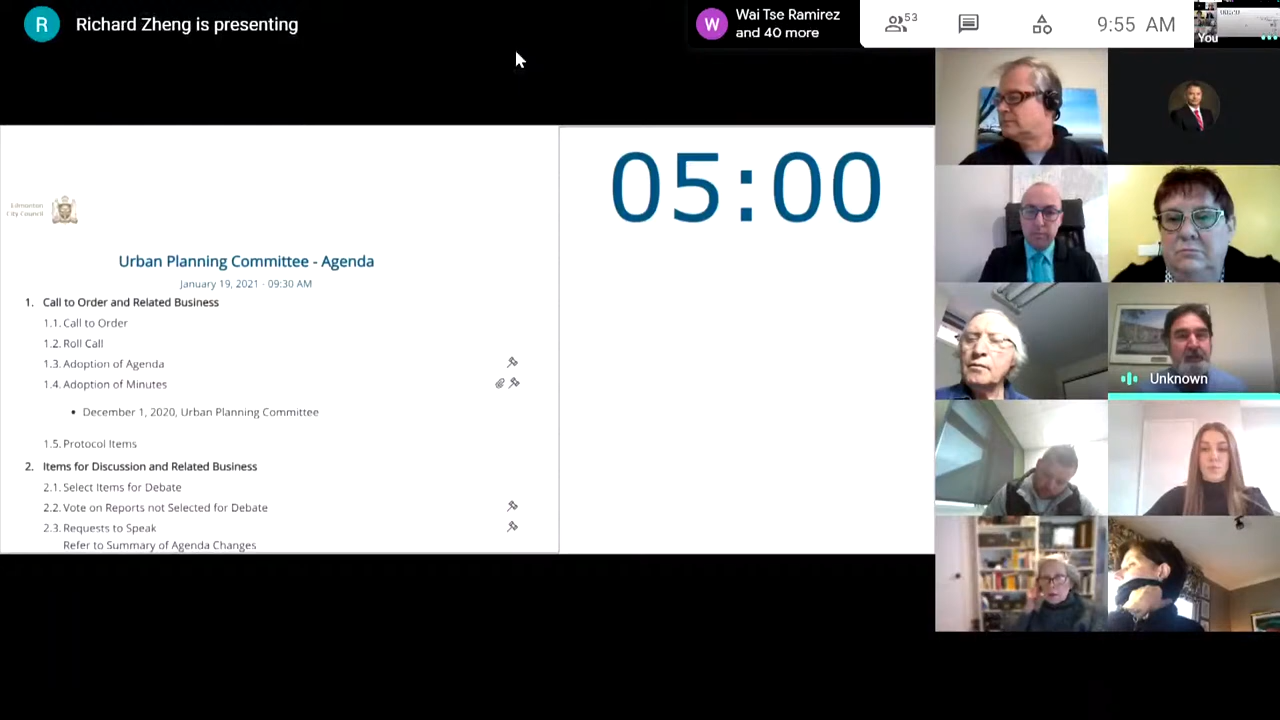 R
Richard Zheng is presenting
W
Wai Tse Ramirez
and 40 more
53
9:55 AM
You
05:00
Edmonton
City Council
Urban Planning Committee - Agenda
January 19, 2021 - 09:30 AM
1. Call to Order and Related Business
1.1. Call to Order
1.2. Roll Call
1.3. Adoption of Agenda
1.4. Adoption of Minutes
• December 1, 2020, Urban Planning Committee
1.5. Protocol Items
2. Items for Discussion and Related Business
2.1. Select Items for Debate
2.2. Vote on Reports not Selected for Debate
2.3. Requests to Speak
Refer to Summary of Agenda Changes
Unknown